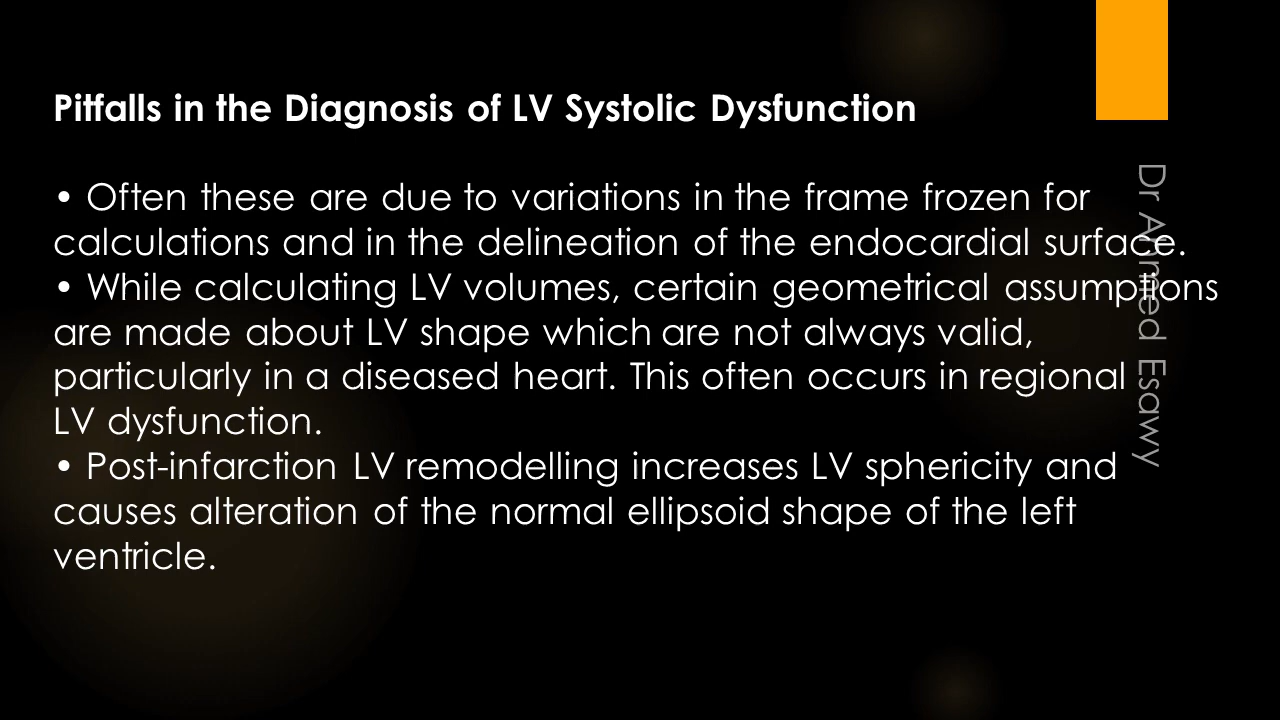 Pitfalls in the Diagnosis of LV Systolic Dysfunction
• Often these are due to variations in the frame frozen for
calculations and in the delineation of the endocardial surface.
• While calculating LV volumes, certain geometrical assumptions
are made about LV shape which are not always valid,
particularly in a diseased heart. This often occurs in regional
LV dysfunction.
• Post-infarction LV remodelling increases LV sphericity and
causes alteration of the normal ellipsoid shape of the left
ventricle.
Dr Ahmed Esawy